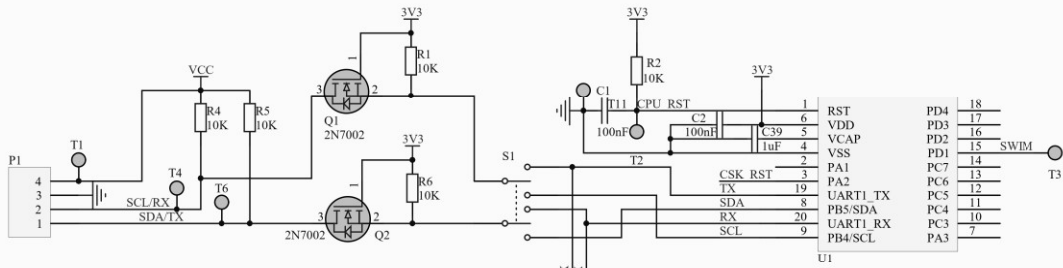 3V3
1
R1
10K
VCC
R4
10K
R5
10K
3
2
Q1
2N7002
3V3
R2
10K
C1
T11
CPU_RST
100nF
3V3
C2
100nF
C39
1uF
1
6
5
4
2
3
19
8
20
9
RST
VDD
VCAP
VSS
PA1
PA2
UART1_TX
PB5/SDA
UART1_RX
PB4/SCL
PD4
PD3
PD2
PD1
PC7
PC6
PC5
PC4
PC3
PA3
18
17
16
15
14
13
12
11
10
7
SWIM
T3
U1
P1
4
3
2
1
T1
T4
T6
SCL/RX
SDA/TX
3V3
1
R6
10K
3
2
2N7002
Q2
S1
T2
CSK_RST
TX
SDA
RX
SCL